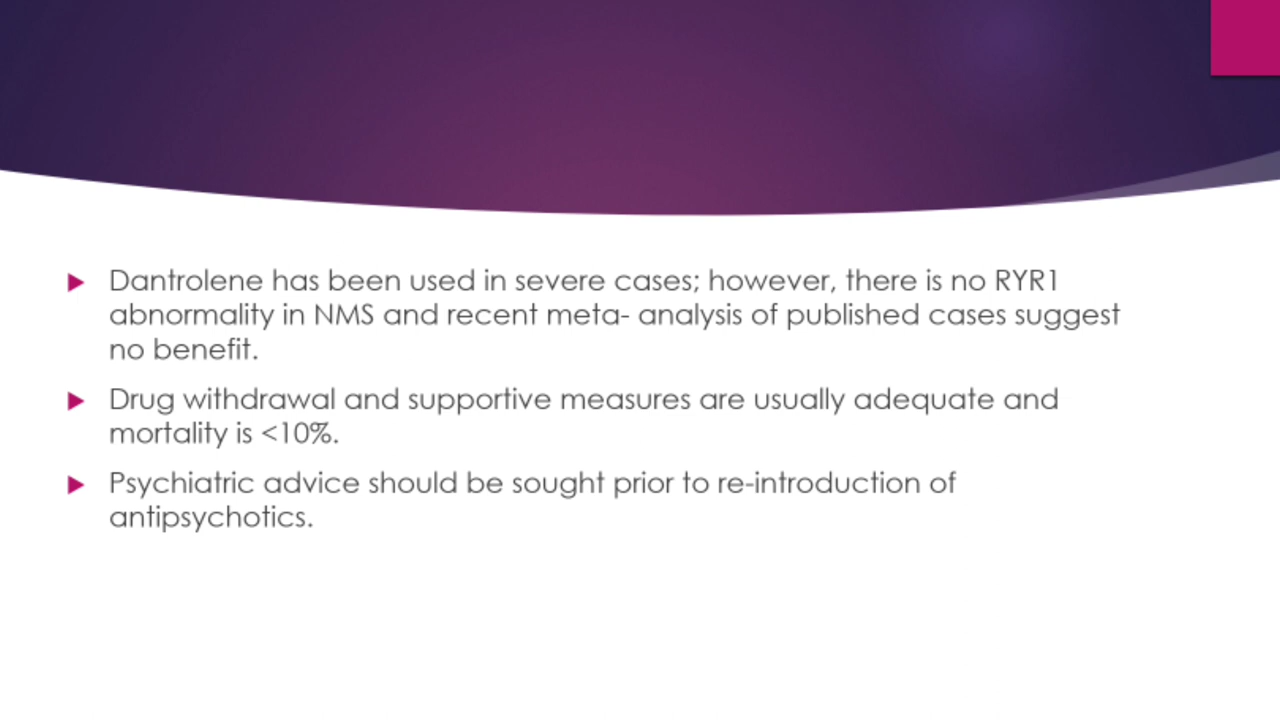 Dantrolene has been used in severe cases; however, there is no RYR1
abnormality in NMS and recent meta- analysis of published cases suggest
no benefit.
Drug withdrawal and supportive measures are usually adequate and
mortality is <10%.
Psychiatric advice should be sought prior to re-introduction of
antipsychotics.